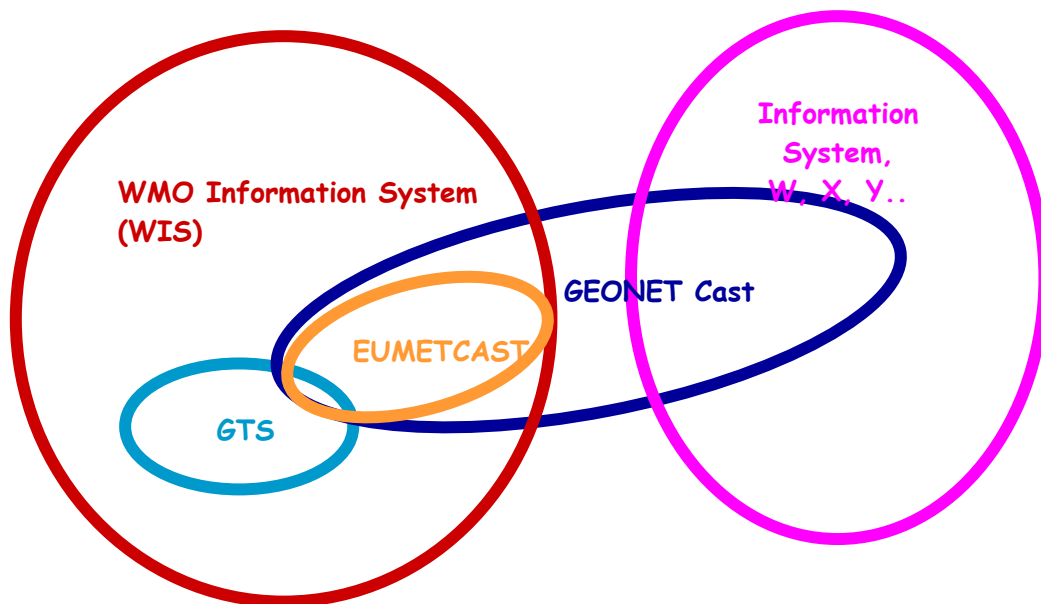 Information
System,
W, X, Y..
WMO Information System
(WIS)
GEONET Cast
EUMETCAST
GTS